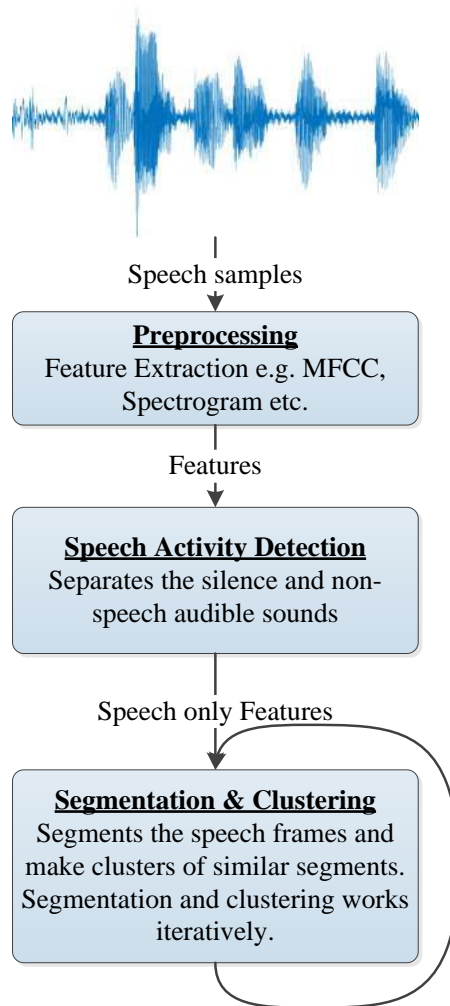 Speech samples
Preprocessing
Feature Extraction e.g. MFCC,
Spectrogram etc.
Features
Speech Activity Detection
Separates the silence and non-
speech audible sounds
Speech only Features
Segmentation & Clustering
Segments the speech frames and
make clusters of similar segments.
Segmentation and clustering works
iteratively.